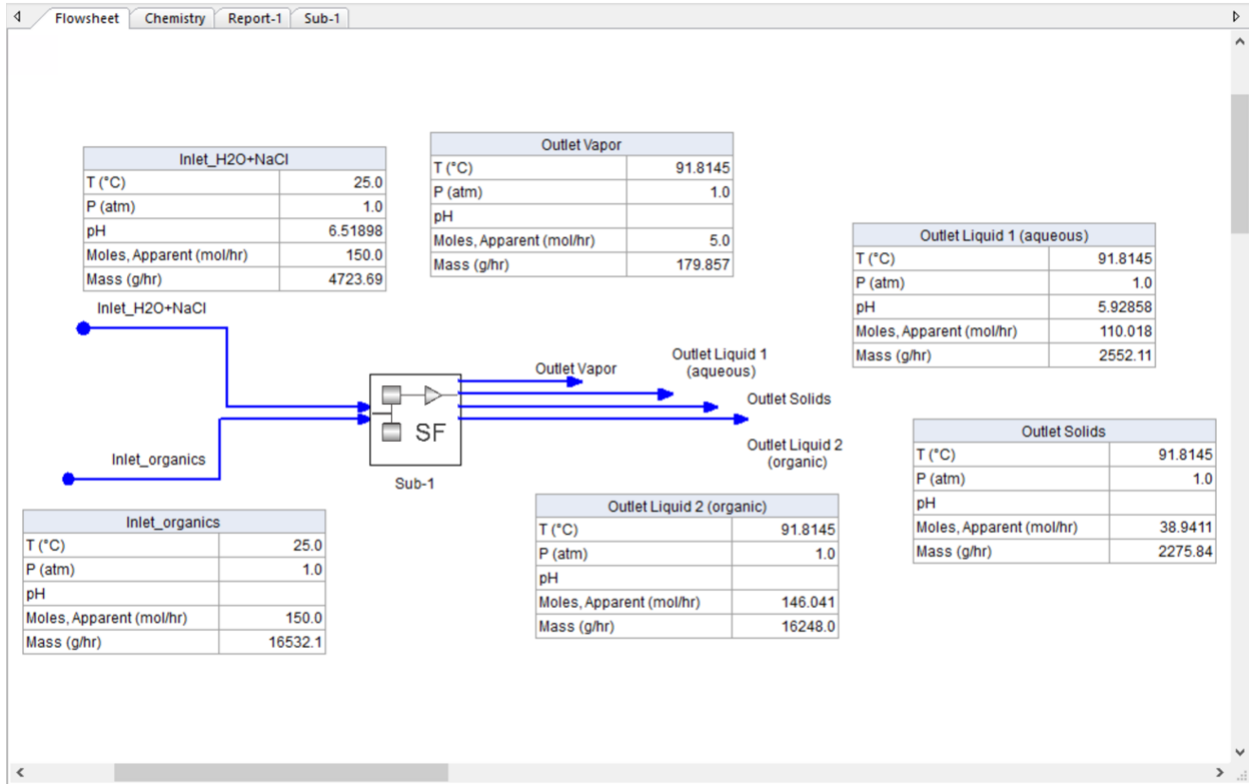 Flowsheet Chemistry Report-1 Sub-1
Inlet_H2O+NaCl
T (°C) 25.0
P (atm) 1.0
pH 6.51898
Moles, Apparent (mol/hr) 150.0
Mass (g/hr) 4723.69
Outlet Vapor
T (°C) 91.8145
P (atm) 1.0
pH
Moles, Apparent (mol/hr) 5.0
Mass (g/hr) 179.857
Outlet Liquid 1 (aqueous)
T (°C) 91.8145
P (atm) 1.0
pH 5.92858
Moles, Apparent (mol/hr) 110.018
Mass (g/hr) 2552.11
Inlet_H2O+NaCl
Outlet Vapor
Outlet Liquid 1
(aqueous)
Outlet Solids
Outlet Liquid 2
(organic)
SF
Sub-1
Inlet_organics
Inlet_organics
T (°C) 25.0
P (atm) 1.0
pH
Moles, Apparent (mol/hr) 150.0
Mass (g/hr) 16532.1
Outlet Liquid 2 (organic)
T (°C) 91.8145
P (atm) 1.0
pH
Moles, Apparent (mol/hr) 146.041
Mass (g/hr) 16248.0
Outlet Solids
T (°C) 91.8145
P (atm) 1.0
pH
Moles, Apparent (mol/hr) 38.9411
Mass (g/hr) 2275.84